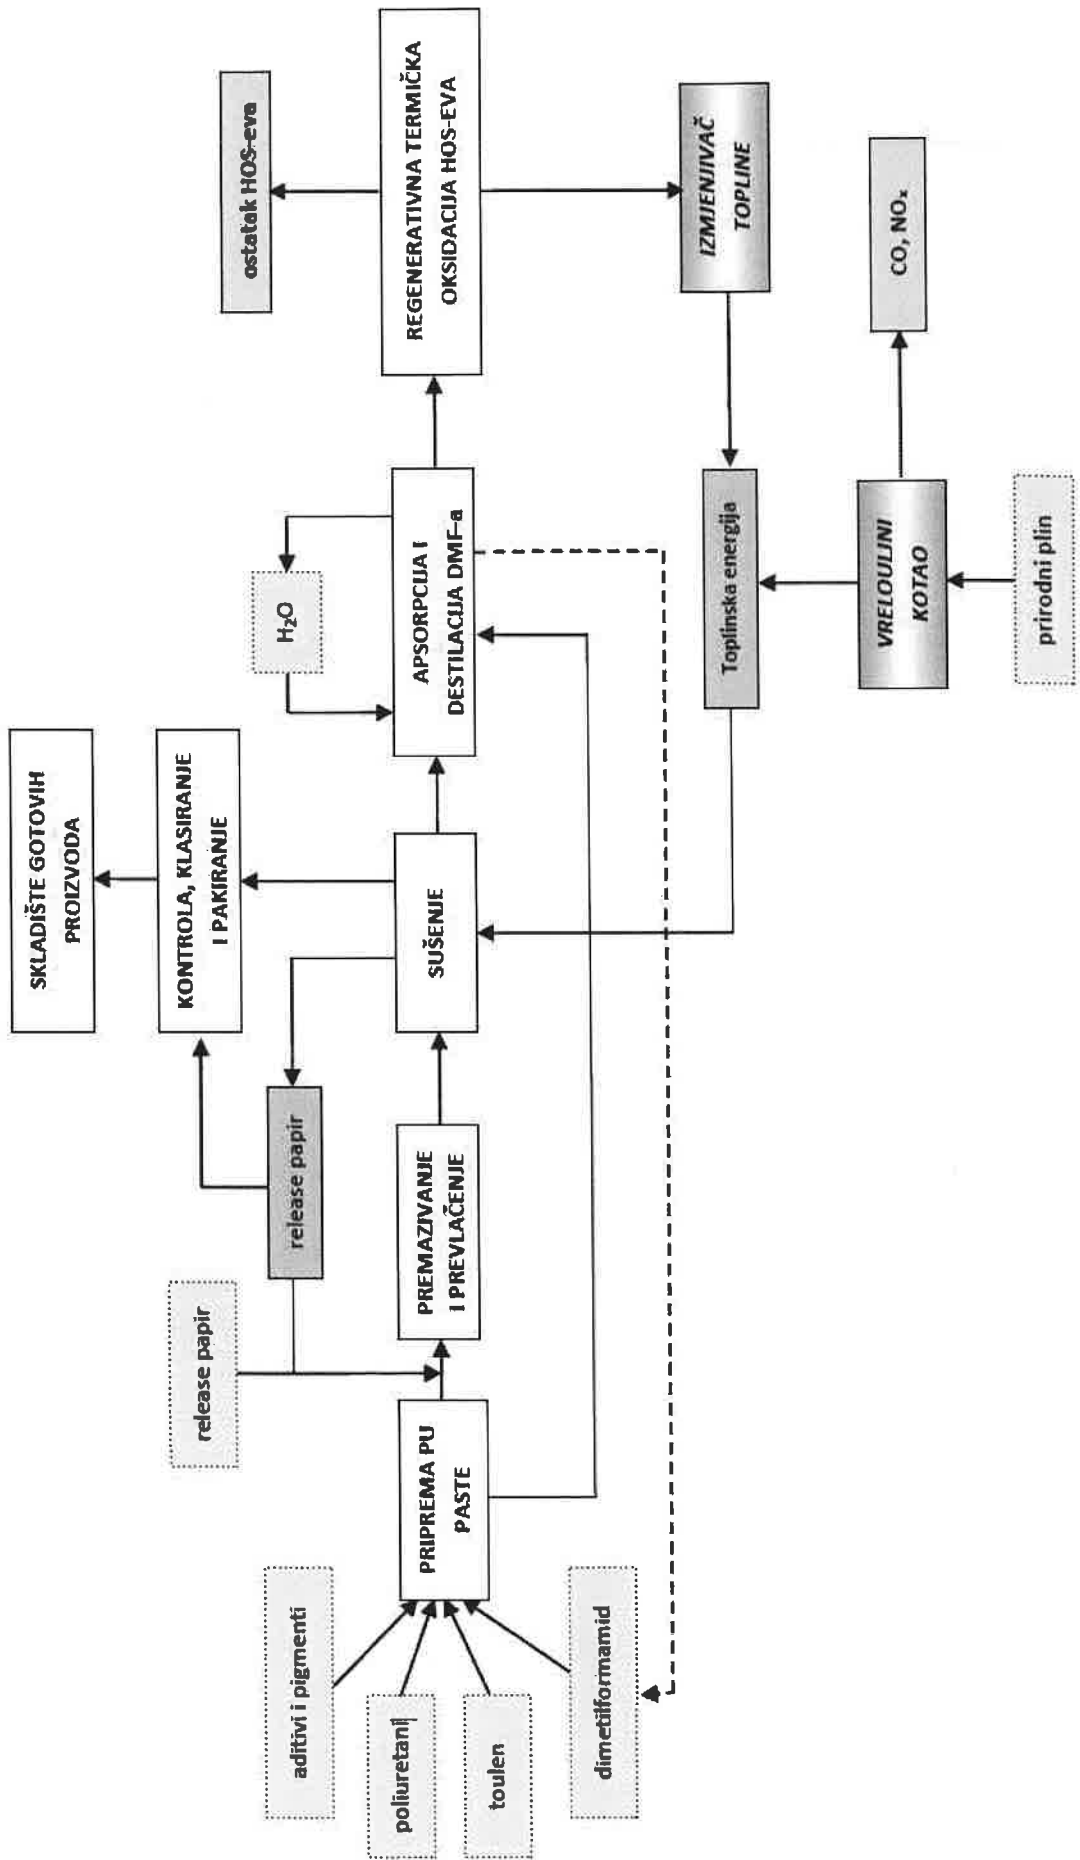 SKLADIŠTE GOTOVIH
PROIZVODA
KONTROLA, KLASIRANJE
I PAKIRANJE
release papir
ostatak HOS-eva
release papir
H₂O
aditivi i pigmenti
poliuretani
toulen
dimetilformamid
PRIPREMA PU
PASTE
PREMAZIVANJE
I PREVLAČENJE
SUŠENJE
APSORPCIJA I
DESTILACIJA DMF-a
REGENERATIVNA TERMIČKA
OKSIDACIJA HOS-EVA
Toplinska energija
IZMJENJIVAČ
TOPLINE
VRELOULJNI
KOTAO
CO, NOₓ
prirodni plin